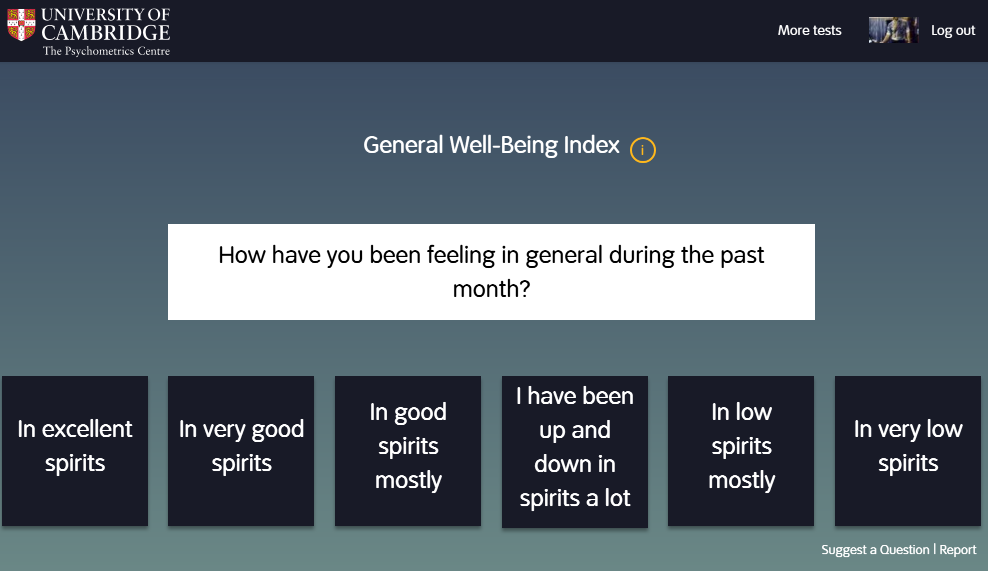 UNIVERSITY OF
CAMBRIDGE
The Psychometrics Centre
More tests
Log out
General Well-Being Index i
How have you been feeling in general during the past
month?
In excellent
spirits
In very good
spirits
In good
spirits
mostly
I have been
up and
down in
spirits a lot
In low
spirits
mostly
In very low
spirits
Suggest a Question | Report